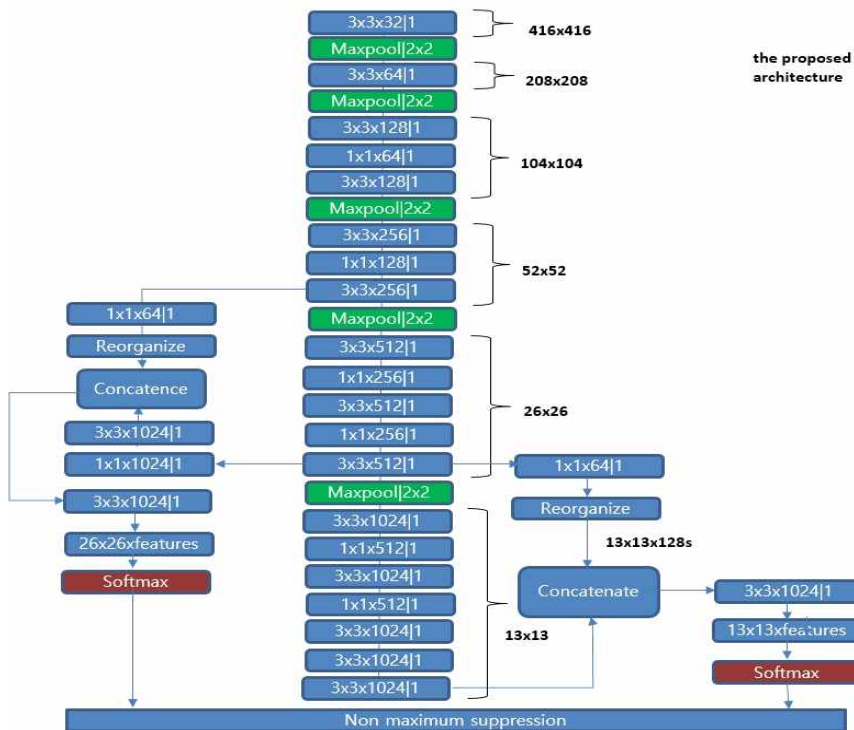 3x3x32|1
416x416
Maxpool|2x2
the proposed
architecture
3x3x64|1
208x208
Maxpool|2x2
3x3x128|1
1x1x64|1
104x104
3x3x128|1
Maxpool|2x2
3x3x256|1
1x1x128|1
52x52
3x3x256|1
1x1x64|1
Maxpool|2x2
Reorganize
3x3x512|1
Concatence
1x1x256|1
3x3x512|1
26x26
3x3x1024|1
1x1x256|1
1x1x1024|1
3x3x512|1
1x1x64|1
3x3x1024|1
Maxpool|2x2
Reorganize
3x3x1024|1
26x26xfeatures
1x1x512|1
13x13x128s
Softmax
3x3x1024|1
Concatenate
3x3x1024|1
1x1x512|1
13x13
3x3x1024|1
13x13xfeatures
3x3x1024|1
Softmax
3x3x1024|1
Non maximum suppression